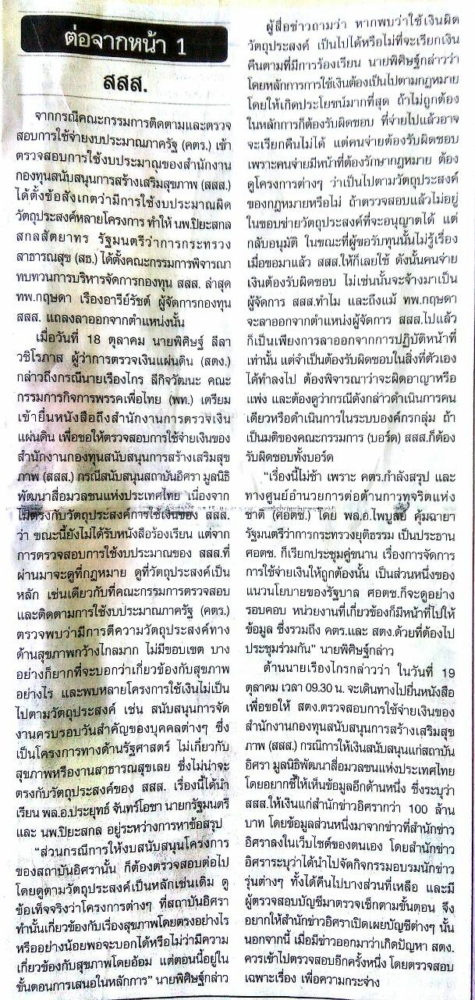 ต่อจากหน้า 1
สสส.
จากกรณีคณะกรรมการติดตามและตรวจ
สอบการใช้จ่ายงบประมาณภาครัฐ (คตร.) เข้า
ตรวจสอบการใช้งบประมาณของสำนักงาน
กองทุนสนับสนุนการสร้างเสริมสุขภาพ (สสส.)
ได้ตั้งข้อสังเกตว่ามีการใช้งบประมาณผิด
วัตถุประสงค์หลายโครงการ ทำให้ นพ.ปิยะสกล
สกลสัตยาทร รัฐมนตรีว่าการกระทรวง
สาธารณสุข (สธ.) ได้ตั้งคณะกรรมการพิจารณา
ทบทวนการบริหารจัดการกองทุน สสส. ล่าสุด
ทพ.กฤษดา เรืองอารีย์รัชต์ ผู้จัดการกองทุน
สสส. แถลงลาออกจากตำแหน่งนั้น
เมื่อวันที่ 18 ตุลาคม นายพิศิษฐ์ ลีลา
วชิโรภาส ผู้ว่าการตรวจเงินแผ่นดิน (สตง.)
กล่าวถึงกรณีนายเรืองไกร ลีกิจวัฒนะ คณะ
กรรมการกิจการพรรคเพื่อไทย (พท.) เตรียม
เข้ายื่นหนังสือถึงสำนักงานการตรวจเงิน
แผ่นดิน เพื่อขอให้ตรวจสอบการใช้จ่ายเงินของ
สำนักงานกองทุนสนับสนุนการสร้างเสริมสุข
ภาพ (สสส.) กรณีสนับสนุนสถาบันอิศรา มูลนิธิ
พัฒนาสื่อมวลชนแห่งประเทศไทย เนื่องจาก
ไม่ตรงกับวัตถุประสงค์การใช้เงินของ สสส.
ว่า ขณะนี้ยังไม่ได้รับหนังสือร้องเรียน แต่จาก
การตรวจสอบการใช้งบประมาณของ สสส.ที่
ผ่านมาจะดูที่กฎหมาย ดูที่วัตถุประสงค์เป็น
หลัก เช่นเดียวกับที่คณะกรรมการตรวจสอบ
และติดตามการใช้งบประมาณภาครัฐ (คตร.)
ตรวจพบว่ามีการตีความวัตถุประสงค์ทาง
ด้านสุขภาพกว้างไกลมาก ไม่มีขอบเขต บาง
อย่างก็ยากที่จะบอกว่าเกี่ยวข้องกับสุขภาพ
อย่างไร และพบหลายโครงการใช้เงินไม่เป็น
ไปตามวัตถุประสงค์ เช่น สนับสนุนการจัด
งานครบรอบวันสำคัญของบุคคลต่างๆ ซึ่ง
เป็นโครงการทางด้านรัฐศาสตร์ ไม่เกี่ยวกับ
สุขภาพหรืองานสาธารณสุขเลย ซึ่งไม่น่าจะ
ตรงกับวัตถุประสงค์ของ สสส. เรื่องนี้ได้นำ
เรียน พล.อ.ประยุทธ์ จันทร์โอชา นายกรัฐมนตรี
และ นพ.ปิยะสกล อยู่ระหว่างการหาข้อสรุป
"ส่วนกรณีการให้งบสนับสนุนโครงการ
ของสถาบันอิศรานั้น ก็ต้องตรวจสอบต่อไป
โดยดูตามวัตถุประสงค์เป็นหลักเช่นเดิม ดู
ข้อเท็จจริงว่าโครงการต่างๆ ที่สถาบันอิศรา
ทำนั้นเกี่ยวข้องกับเรื่องสุขภาพโดยตรงอย่างไร
หรืออย่างน้อยพอจะบอกได้หรือไม่ว่ามีความ
เกี่ยวข้องกับสุขภาพโดยอ้อม แต่ตอนนี้อยู่ใน
ขั้นตอนการเสนอในหลักการ" นายพิศิษฐ์กล่าว
ผู้สื่อข่าวถามว่า หากพบว่าใช้เงินผิด
วัตถุประสงค์ เป็นไปได้หรือไม่ที่จะเรียกเงิน
คืนตามที่มีการร้องเรียน นายพิศิษฐ์กล่าวว่า
โดยหลักการการใช้เงินต้องเป็นไปตามกฎหมาย
โดยให้เกิดประโยชน์มากที่สุด ถ้าไม่ถูกต้อง
ในหลักการก็ต้องรับผิดชอบ ที่จ่ายไปแล้วอาจ
จะเรียกคืนไม่ได้ แต่คนจ่ายต้องรับผิดชอบ
เพราะคนจ่ายมีหน้าที่ต้องรักษากฎหมาย ต้อง
ดูโครงการต่างๆ ว่าเป็นไปตามวัตถุประสงค์
ของกฎหมายหรือไม่ ถ้าตรวจสอบแล้วไม่อยู่
ในขอบข่ายวัตถุประสงค์ที่จะอนุญาตได้ แต่
กลับอนุมัติ ในขณะที่ผู้ขอรับทุนนั้นไม่รู้เรื่อง
เมื่อขอมาแล้ว สสส.ให้ก็เลยใช้ ดังนั้นคนจ่าย
เงินต้องรับผิดชอบ ไม่เช่นนั้นจะจ้างมาเป็น
ผู้จัดการ สสส.ทำไม และถึงแม้ ทพ.กฤษดา
จะลาออกจากตำแหน่งผู้จัดการ สสส.ไปแล้ว
ก็เป็นเพียงการลาออกจากการปฏิบัติหน้าที่
เท่านั้น แต่จำเป็นต้องรับผิดชอบในสิ่งที่ตัวเอง
ได้ทำลงไป ต้องพิจารณาว่าจะผิดอาญาหรือ
แพ่ง และต้องดูว่ากรณีดังกล่าวดำเนินการคน
เดียวหรือดำเนินการในระบบองค์กรกลุ่ม ถ้า
เป็นมติของคณะกรรมการ (บอร์ด) สสส.ก็ต้อง
รับผิดชอบทั้งบอร์ด
"เรื่องนี้ไม่ช้า เพราะ คตร.กำลังสรุป และ
ทางศูนย์อำนวยการต่อต้านการทุจริตแห่ง
ชาติ (ศอตช.) โดย พล.อ.ไพบูลย์ คุ้มฉายา
รัฐมนตรีว่าการกระทรวงยุติธรรม เป็นประธาน
ศอตช. ก็เรียกประชุมคู่ขนาน เรื่องการจัดการ
การใช้จ่ายเงินให้ถูกต้องนั้น เป็นส่วนหนึ่งของ
แนวนโยบายของรัฐบาล ศอตช.ก็จะดูอย่าง
รอบคอบ หน่วยงานที่เกี่ยวข้องก็มีหน้าที่ไปให้
ข้อมูล ซึ่งรวมถึง คตร.และ สตง.ด้วยที่ต้องไป
ประชุมร่วมกัน" นายพิศิษฐ์กล่าว
ด้านนายเรืองไกรกล่าวว่า ในวันที่ 19
ตุลาคม เวลา 09.30 น. จะเดินทางไปยื่นหนังสือ
เพื่อขอให้ สตง.ตรวจสอบการใช้จ่ายเงินของ
สำนักงานกองทุนสนับสนุนการสร้างเสริมสุข
ภาพ (สสส.) กรณีการให้เงินสนับสนุนแก่สถาบัน
อิศรา มูลนิธิพัฒนาสื่อมวลชนแห่งประเทศไทย
โดยอยากชี้ให้เห็นข้อมูลอีกด้านหนึ่ง ซึ่งระบุว่า
สสส.ให้เงินแก่สำนักข่าวอิศรากว่า 100 ล้าน
บาท โดยข้อมูลส่วนหนึ่งมาจากข่าวที่สำนักข่าว
อิศราลงในเว็บไซต์ของตนเอง โดยสำนักข่าว
อิศราระบุว่าได้นำไปจัดกิจกรรมอบรมนักข่าว
รุ่นต่างๆ ทั้งได้คืนไปบางส่วนที่เหลือ และมี
ผู้ตรวจสอบบัญชีมาตรวจเช็กตามขั้นตอน จึง
อยากให้สำนักข่าวอิศราเปิดเผยบัญชีต่างๆ นั้น
นอกจากนี้ เมื่อมีข่าวออกมาว่าเกิดปัญหา สตง.
ควรเข้าไปตรวจสอบอีกครั้งหนึ่ง โดยตรวจสอบ
เฉพาะเรื่อง เพื่อความกระจ่าง